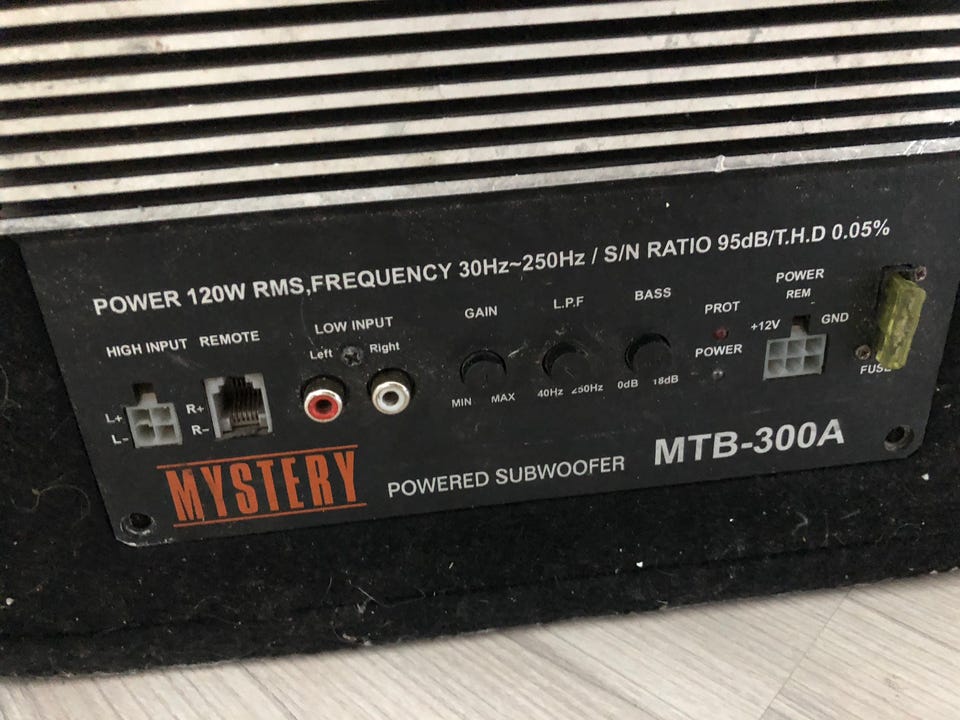 POWER 120W RMS,FREQUENCY 30Hz~250Hz / S/N RATIO 95dB/T.H.D 0.05%
HIGH INPUT
REMOTE
LOW INPUT
Left
Right
GAIN
L.P.F
BASS
PROT
POWER
POWER
REM
+12V
GND
FUSE
L+
L-
R+
R-
MIN
MAX
40Hz
250Hz
0dB
18dB
MYSTERY
POWERED SUBWOOFER
MTB-300A